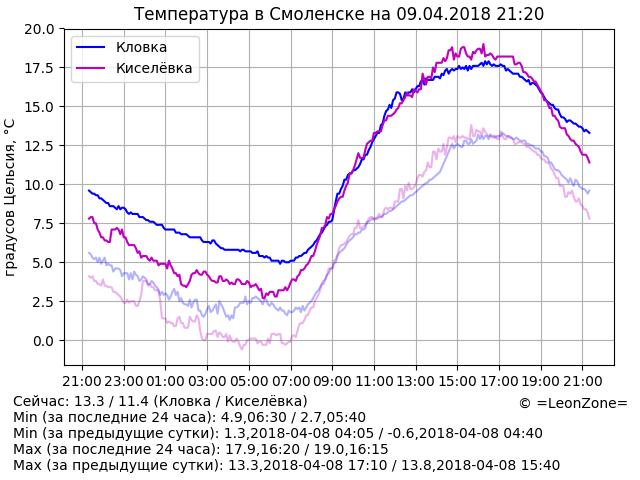 Температура в Смоленске на 09.04.2018 21:20
20.0
17.5
15.0
12.5
10.0
7.5
5.0
2.5
0.0
градусов Цельсия, °C
Кловка
Киселёвка
21:00 23:00 01:00 03:00 05:00 07:00 09:00 11:00 13:00 15:00 17:00 19:00 21:00
Сейчас: 13.3 / 11.4 (Кловка / Киселёвка)
© =LeonZone=
Min (за последние 24 часа): 4.9,06:30 / 2.7,05:40
Min (за предыдущие сутки): 1.3,2018-04-08 04:05 / -0.6,2018-04-08 04:40
Max (за последние 24 часа): 17.9,16:20 / 19.0,16:15
Max (за предыдущие сутки): 13.3,2018-04-08 17:10 / 13.8,2018-04-08 15:40